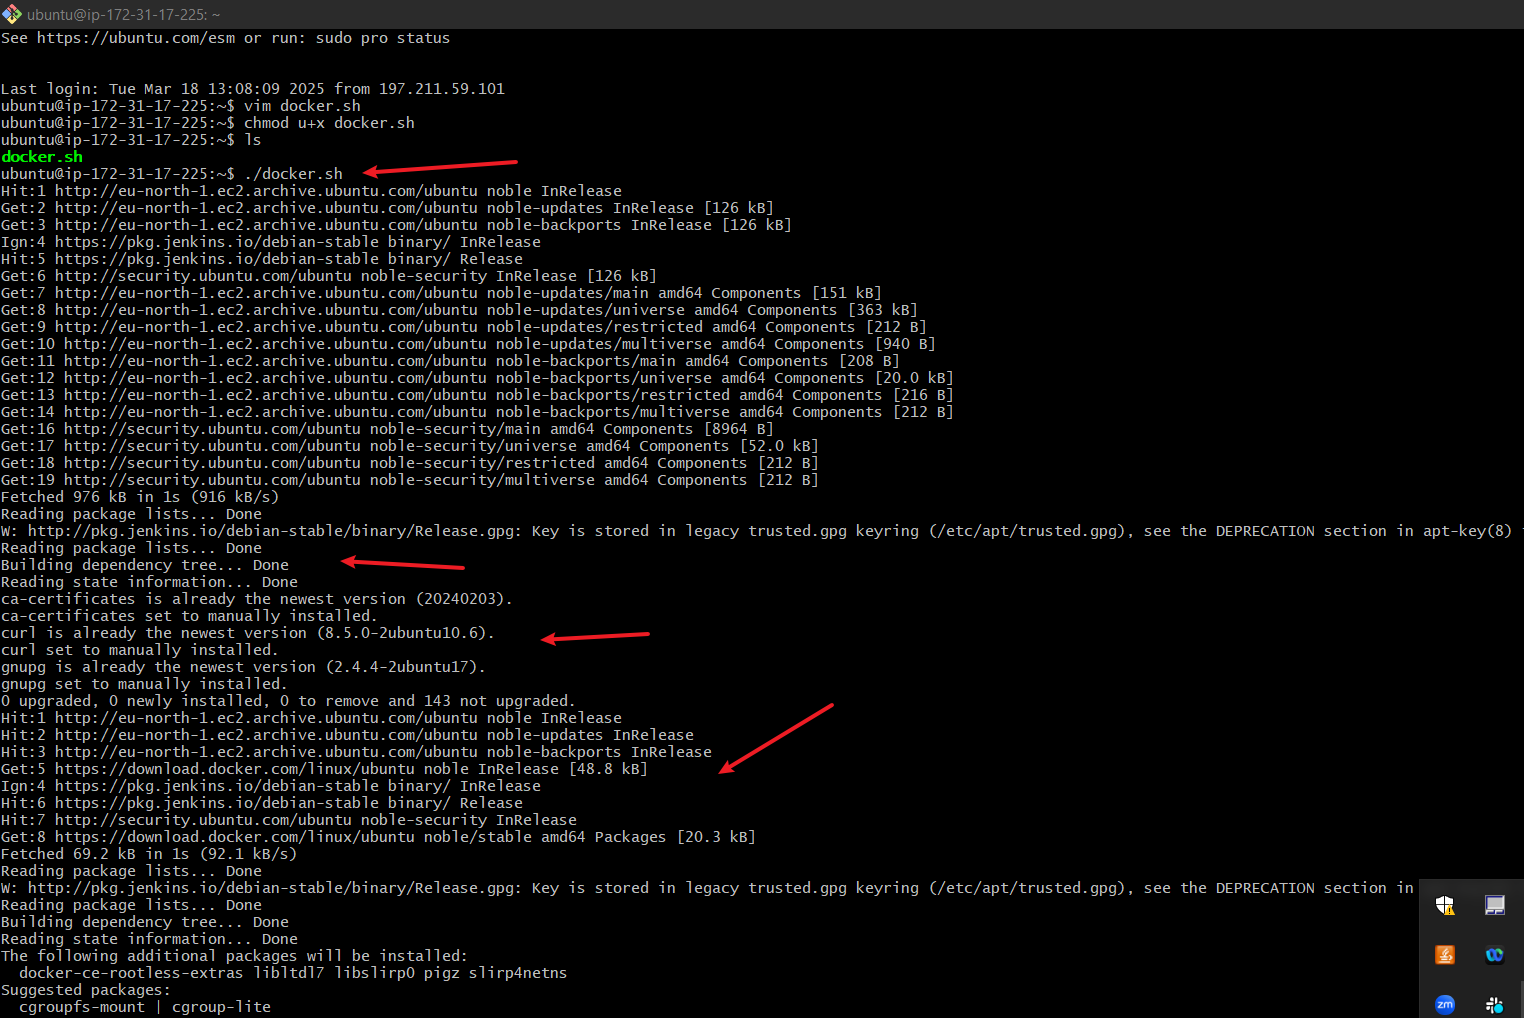 ubuntu@ip-172-31-17-225: ~
See https://ubuntu.com/esm or run: sudo pro status
Last login: Tue Mar 18 13:08:09 2025 from 197.211.59.101
ubuntu@ip-172-31-17-225:~$ vim docker.sh
ubuntu@ip-172-31-17-225:~$ chmod u+x docker.sh
ubuntu@ip-172-31-17-225:~$ ls
docker.sh
ubuntu@ip-172-31-17-225:~$ ./docker.sh
Hit:1 http://eu-north-1.ec2.archive.ubuntu.com/ubuntu noble InRelease
Get:2 http://eu-north-1.ec2.archive.ubuntu.com/ubuntu noble-updates InRelease [126 kB]
Get:3 http://eu-north-1.ec2.archive.ubuntu.com/ubuntu noble-backports InRelease [126 kB]
Ign:4 https://pkg.jenkins.io/debian-stable binary/ InRelease
Hit:5 https://pkg.jenkins.io/debian-stable binary/ Release
Get:6 http://security.ubuntu.com/ubuntu noble-security InRelease [126 kB]
Get:7 http://eu-north-1.ec2.archive.ubuntu.com/ubuntu noble-updates/main amd64 Components [151 kB]
Get:8 http://eu-north-1.ec2.archive.ubuntu.com/ubuntu noble-updates/universe amd64 Components [363 kB]
Get:9 http://eu-north-1.ec2.archive.ubuntu.com/ubuntu noble-updates/restricted amd64 Components [212 B]
Get:10 http://eu-north-1.ec2.archive.ubuntu.com/ubuntu noble-updates/multiverse amd64 Components [940 B]
Get:11 http://eu-north-1.ec2.archive.ubuntu.com/ubuntu noble-backports/main amd64 Components [208 B]
Get:12 http://eu-north-1.ec2.archive.ubuntu.com/ubuntu noble-backports/universe amd64 Components [20.0 kB]
Get:13 http://eu-north-1.ec2.archive.ubuntu.com/ubuntu noble-backports/restricted amd64 Components [216 B]
Get:14 http://eu-north-1.ec2.archive.ubuntu.com/ubuntu noble-backports/multiverse amd64 Components [212 B]
Get:16 http://security.ubuntu.com/ubuntu noble-security/main amd64 Components [8964 B]
Get:17 http://security.ubuntu.com/ubuntu noble-security/universe amd64 Components [52.0 kB]
Get:18 http://security.ubuntu.com/ubuntu noble-security/restricted amd64 Components [212 B]
Get:19 http://security.ubuntu.com/ubuntu noble-security/multiverse amd64 Components [212 B]
Fetched 976 kB in 1s (916 kB/s)
Reading package lists... Done
W: http://pkg.jenkins.io/debian-stable/binary/Release.gpg: Key is stored in legacy trusted.gpg keyring (/etc/apt/trusted.gpg), see the DEPRECATION section in apt-key(8)
Reading package lists... Done
Building dependency tree... Done
Reading state information... Done
ca-certificates is already the newest version (20240203).
ca-certificates set to manually installed.
curl is already the newest version (8.5.0-2ubuntu10.6).
curl set to manually installed.
gnupg is already the newest version (2.4.4-2ubuntu17).
gnupg set to manually installed.
0 upgraded, 0 newly installed, 0 to remove and 143 not upgraded.
Hit:1 http://eu-north-1.ec2.archive.ubuntu.com/ubuntu noble InRelease
Hit:2 http://eu-north-1.ec2.archive.ubuntu.com/ubuntu noble-updates InRelease
Hit:3 http://eu-north-1.ec2.archive.ubuntu.com/ubuntu noble-backports InRelease
Get:5 https://download.docker.com/linux/ubuntu noble InRelease [48.8 kB]
Ign:4 https://pkg.jenkins.io/debian-stable binary/ InRelease
Hit:6 https://pkg.jenkins.io/debian-stable binary/ Release
Hit:7 http://security.ubuntu.com/ubuntu noble-security InRelease
Get:8 https://download.docker.com/linux/ubuntu noble/stable amd64 Packages [20.3 kB]
Fetched 69.2 kB in 1s (92.1 kB/s)
Reading package lists... Done
W: http://pkg.jenkins.io/debian-stable/binary/Release.gpg: Key is stored in legacy trusted.gpg keyring (/etc/apt/trusted.gpg), see the DEPRECATION section in
Reading package lists... Done
Building dependency tree... Done
Reading state information... Done
The following additional packages will be installed:
docker-ce-rootless-extras libltdl7 libslirp0 pigz slirp4netns
Suggested packages:
cgroupfs-mount | cgroup-lite
zm